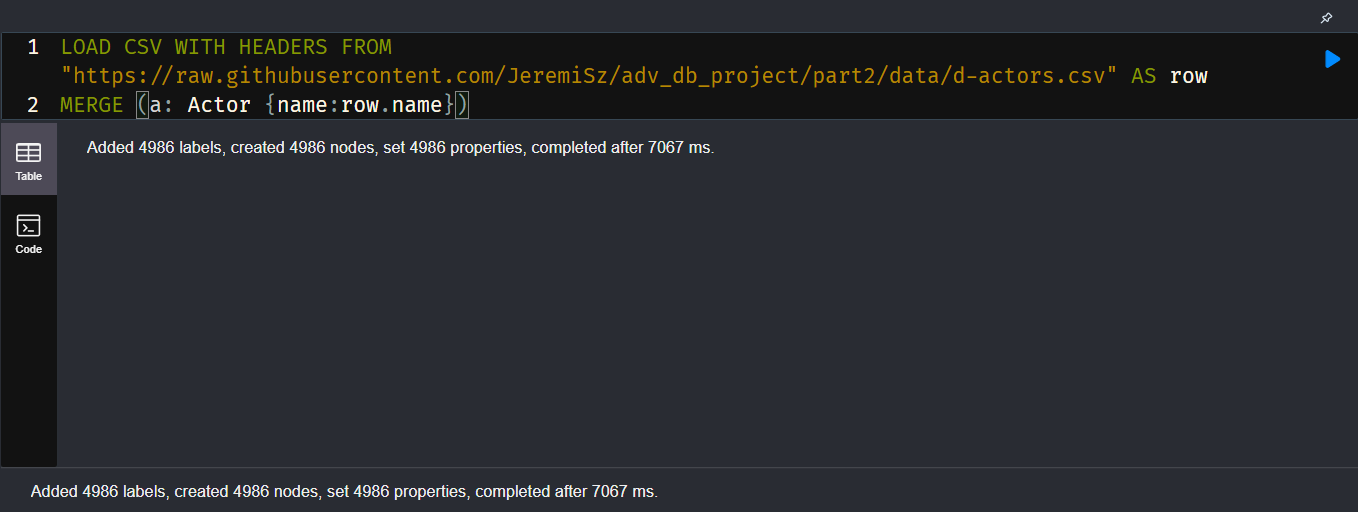 1 LOAD CSV WITH HEADERS FROM
"https://raw.githubusercontent.com/JeremiSz/adv_db_project/part2/data/d-actors.csv" AS row
2 MERGE (a: Actor {name:row.name})
Table
Added 4986 labels, created 4986 nodes, set 4986 properties, completed after 7067 ms.
Code
Added 4986 labels, created 4986 nodes, set 4986 properties, completed after 7067 ms.